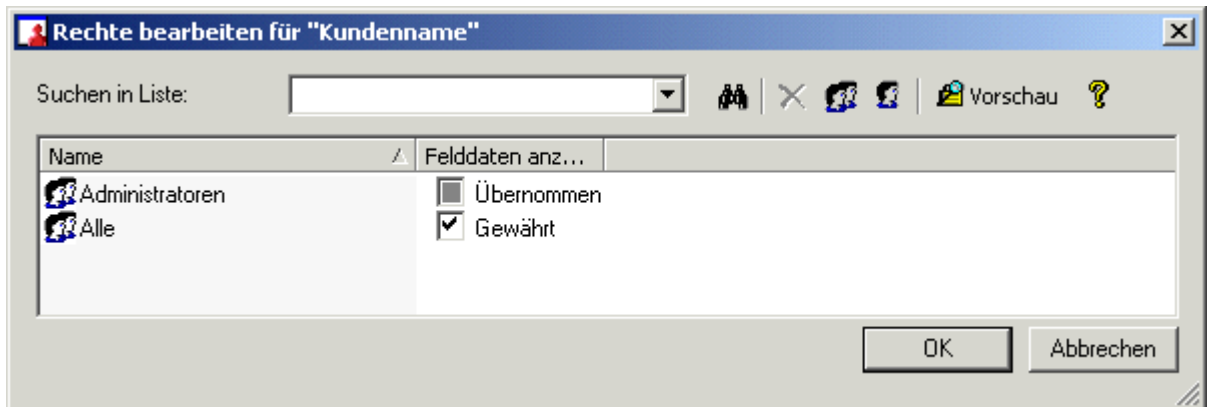 Rechte bearbeiten für "Kundenname"
Suchen in Liste: Vorschau
Name Felddaten anz...
Administratoren Übernommen
Alle Gewährt
OK Abbrechen